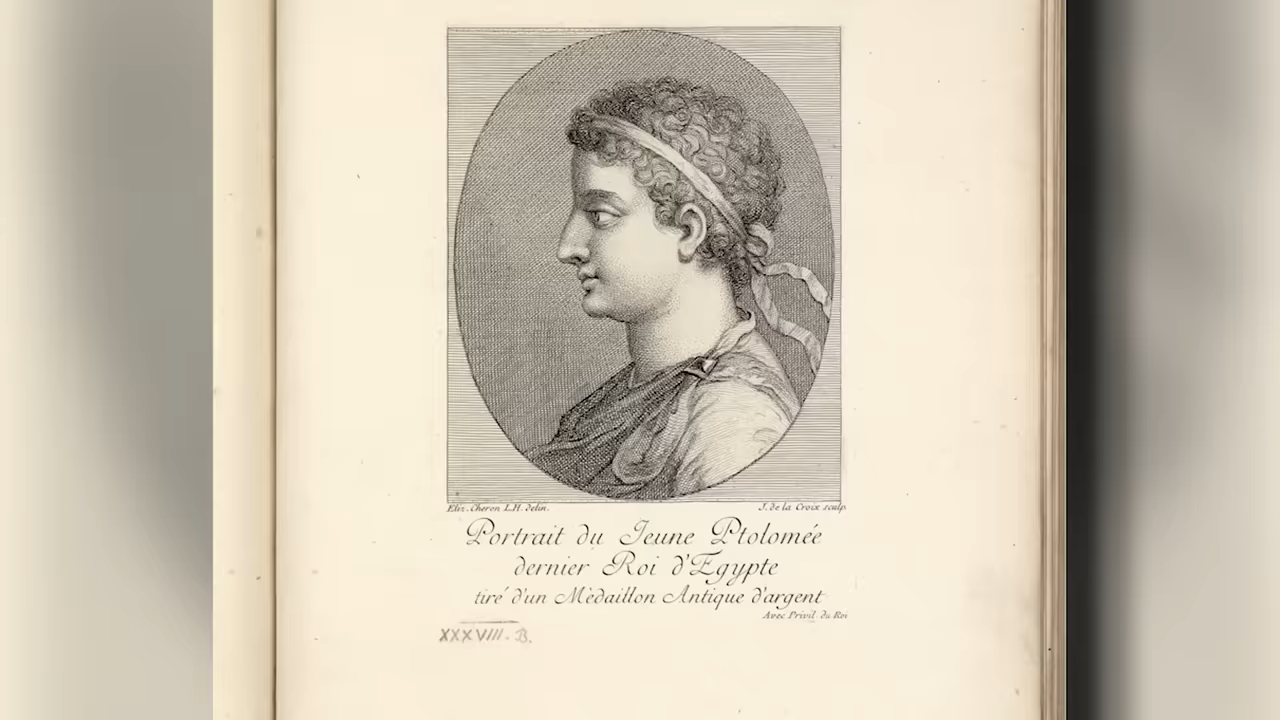 Eliz. Cheron L.H. delin.
J. de la Croix sculp.
Portrait du Jeune Ptolomée
dernier Roi d'Egypte
tiré d'un Médaillon Antique d'argent
Avec Privil. du Roi
XXXVIII. B.